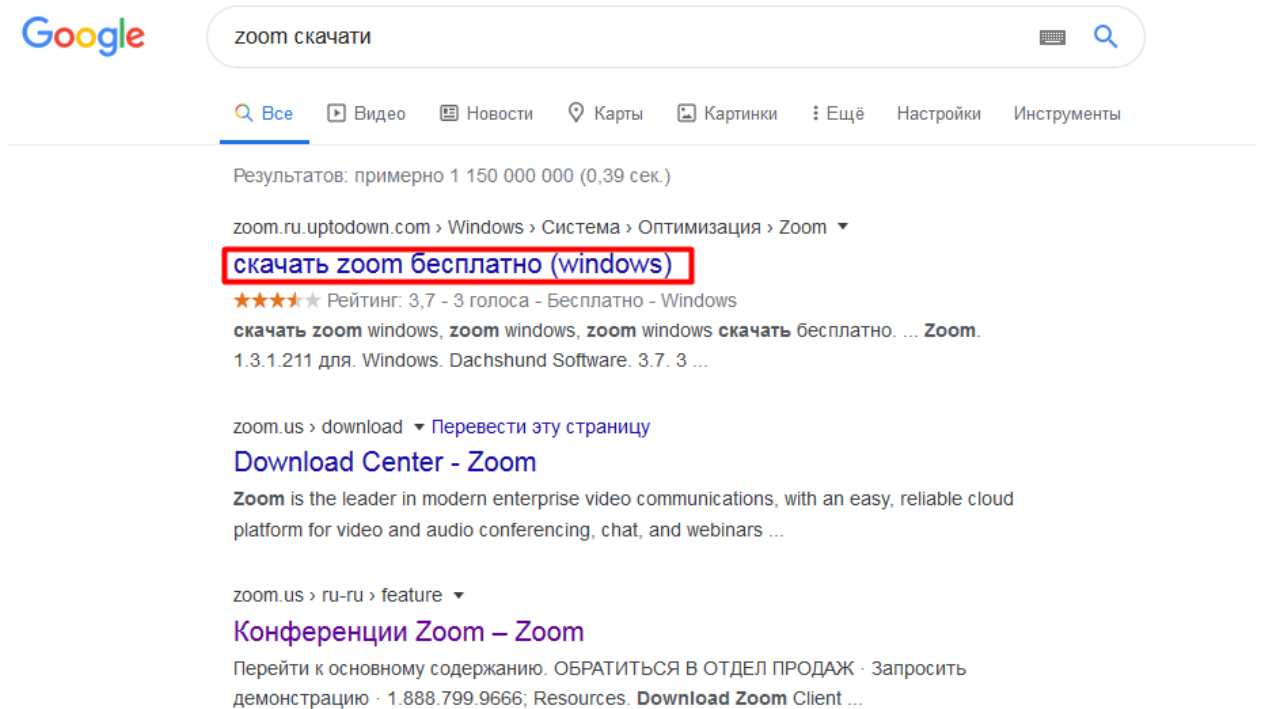 Google
zoom скачати
Все Видео Новости Карты Картинки Ещё Настройки Инструменты
Результатов: примерно 1 150 000 000 (0,39 сек.)
zoom.ru.uptodown.com › Windows › Система › Оптимизация › Zoom
скачать zoom бесплатно (windows)
Рейтинг: 3,7 - 3 голоса - Бесплатно - Windows
скачать zoom windows, zoom windows, zoom windows скачать бесплатно. ... Zoom.
1.3.1.211 для. Windows. Dachshund Software. 3.7. 3 ...
zoom.us › download Перевести эту страницу
Download Center - Zoom
Zoom is the leader in modern enterprise video communications, with an easy, reliable cloud
platform for video and audio conferencing, chat, and webinars ...
zoom.us › ru-ru › feature
Конференции Zoom – Zoom
Перейти к основному содержанию. ОБРАТИТЬСЯ В ОТДЕЛ ПРОДАЖ · Запросить
демонстрацию · 1.888.799.9666; Resources. Download Zoom Client ...